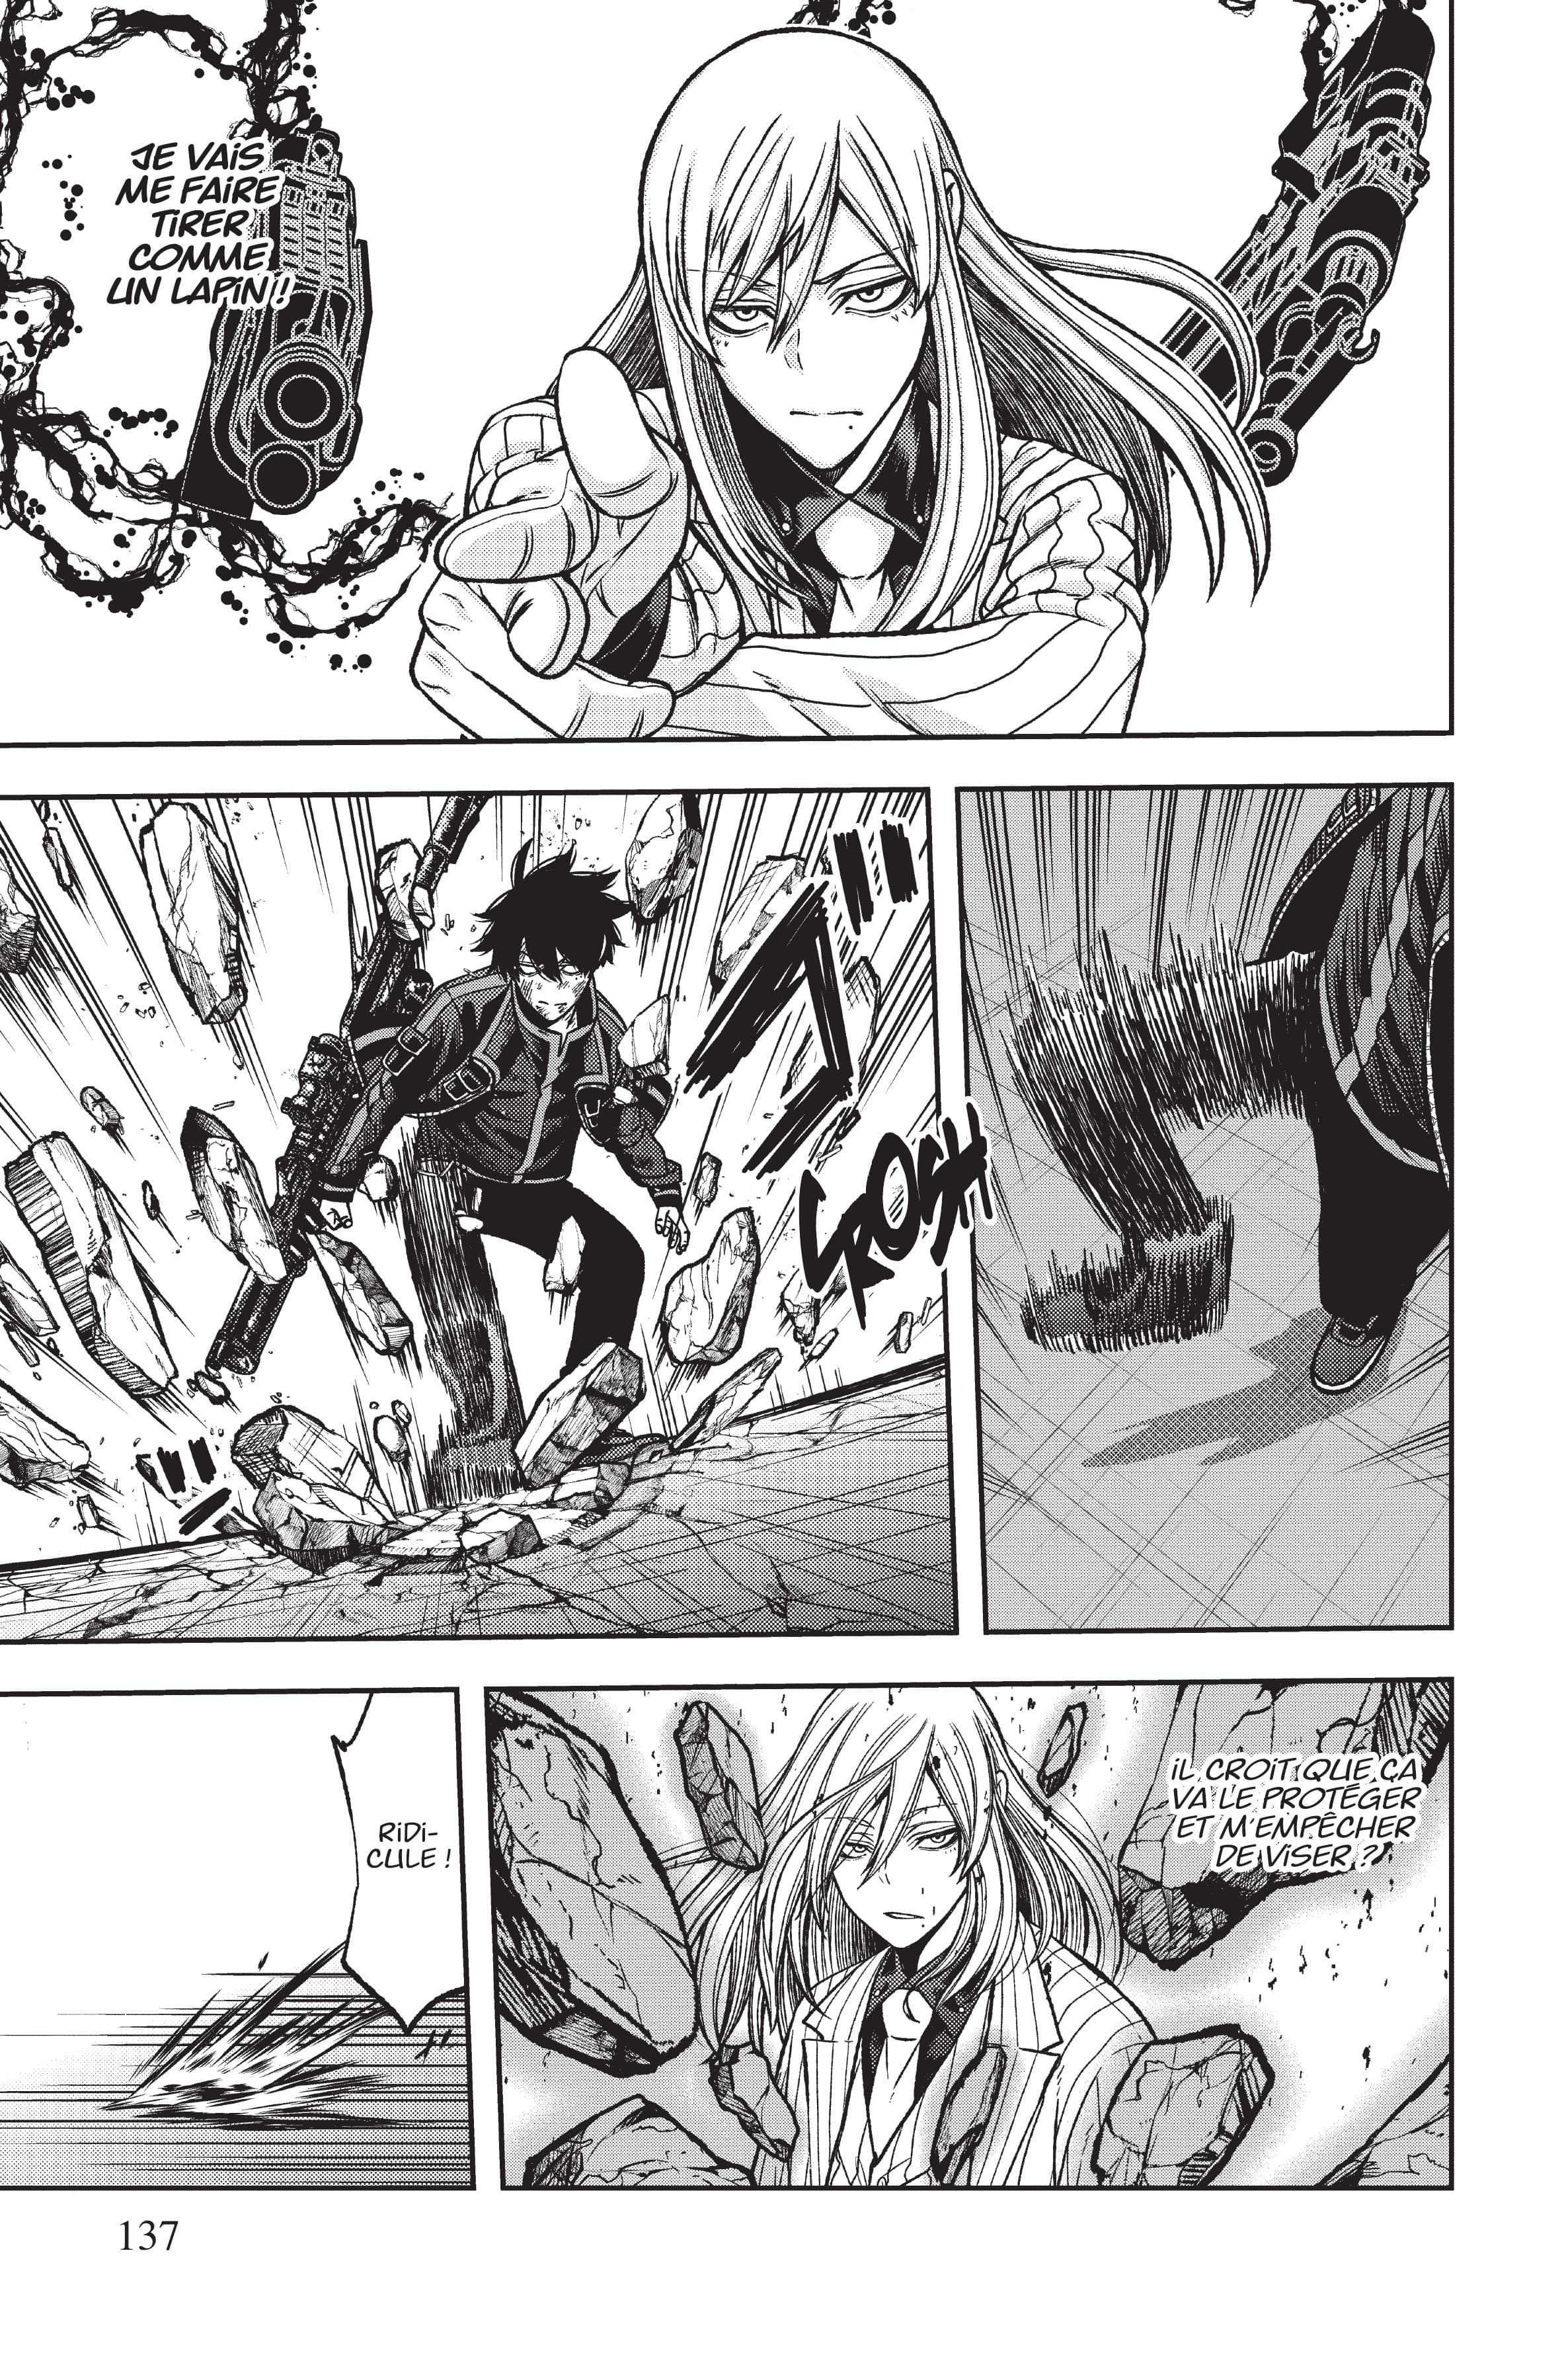 JE VAIS
ME FAIRE
TIRER
COMME
UN LAPIN !
CROSH
IL CROIT QUE ÇA
VA LE PROTÉGER
ET M'EMPÊCHER
DE VISER ?
RIDI-
CULE !
137